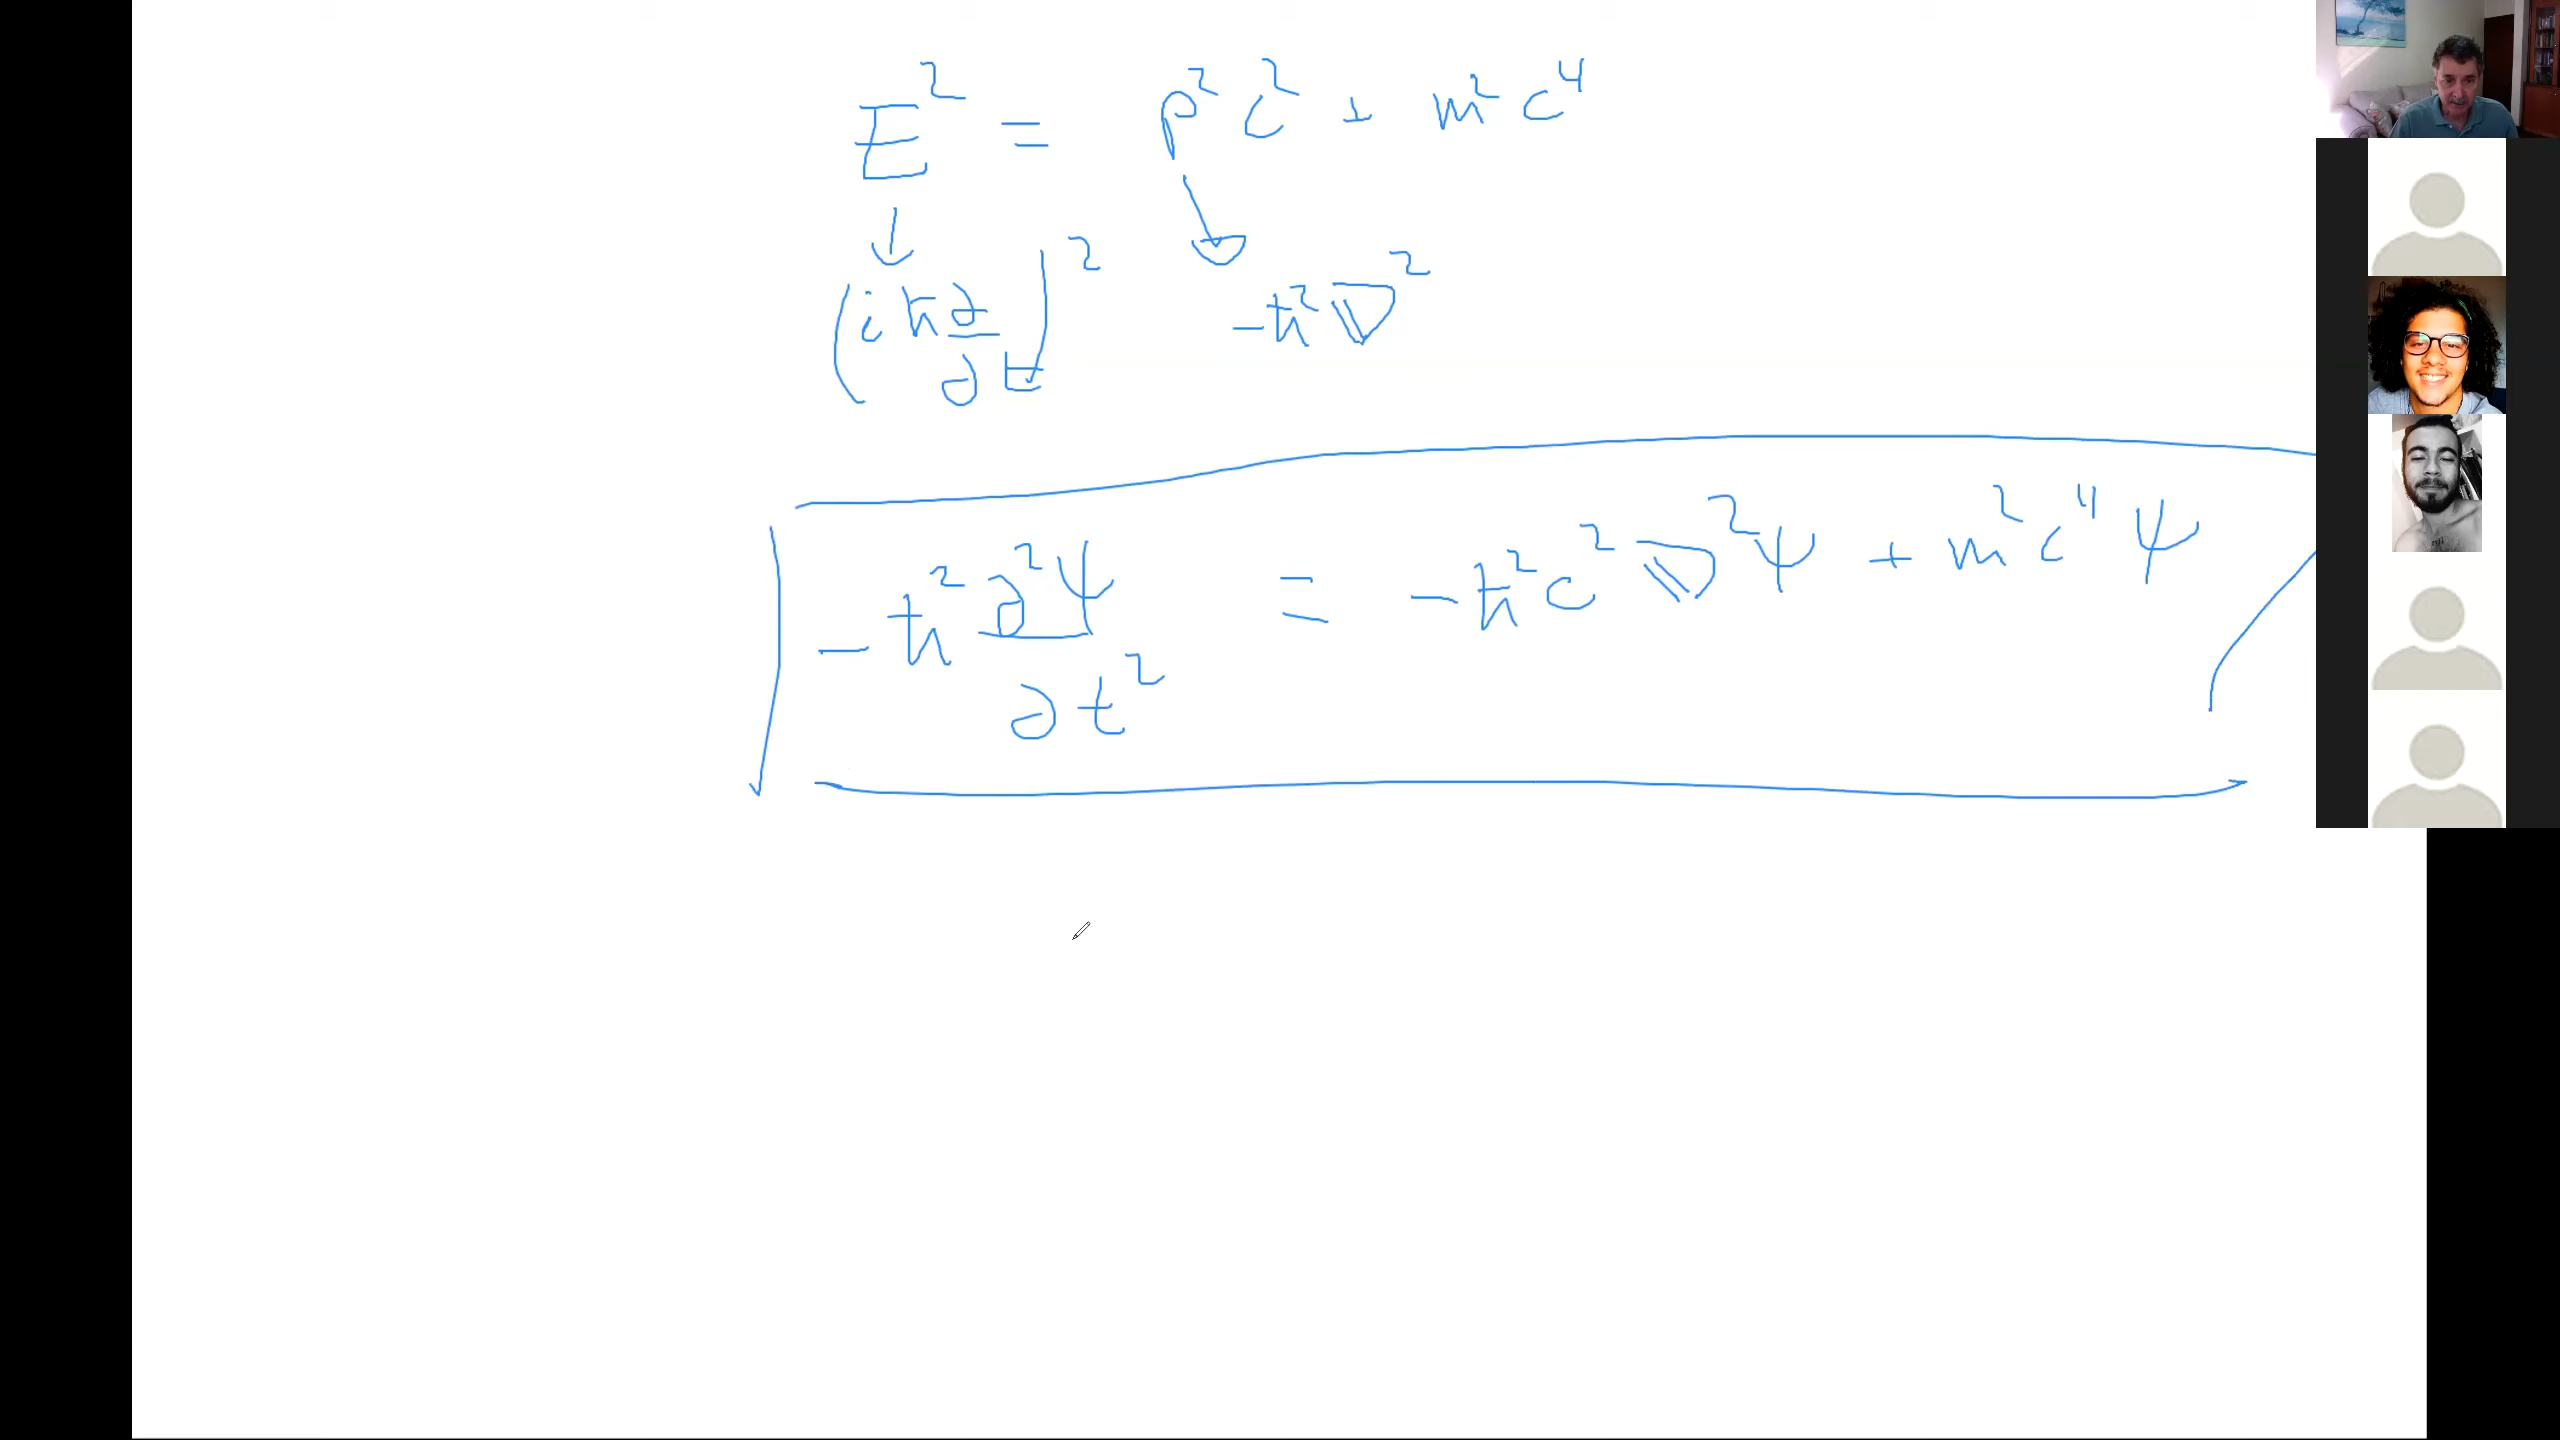 E² = p²c² + m²c⁴
(iħ ∂/∂t)² -ħ²∇²
-ħ² ∂²ψ/∂t² = -ħ²c²∇²ψ + m²c⁴ψ